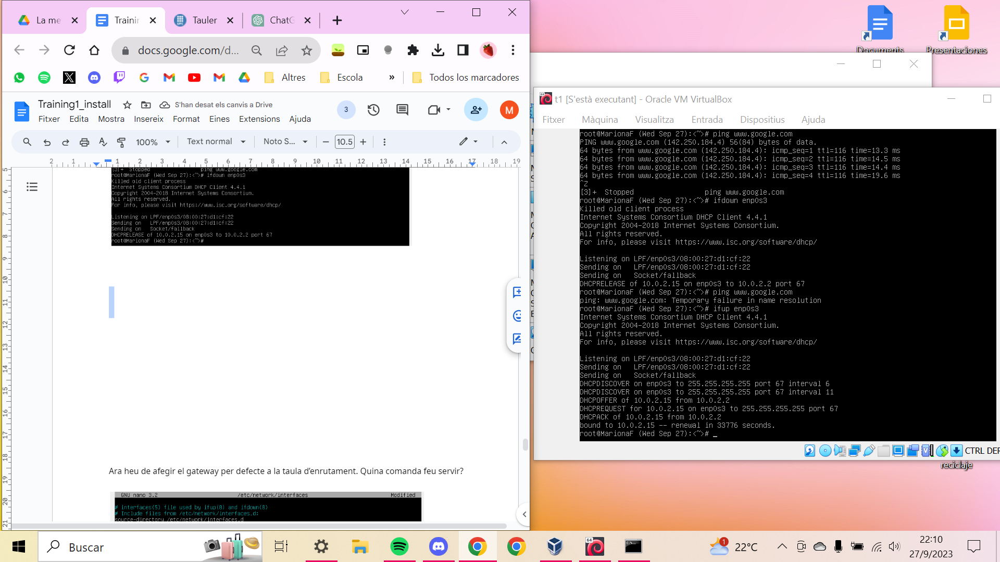 La me
Trainir
Tauler
ChatG
docs.google.com/d...
Altres
Escola
»
Todos los marcadores
Training1_install
S'han desat els canvis a Drive
3
M
Fitxer Edita Mostra Insereix Format Eines Extensions Ajuda
100%
Text normal
Noto S...
10.5
2 1 1 2 3 4 5 6 7 8 9 10 11 12 13 14 15 16 17 18 19
[3]+ Stopped ping www.google.com
root@MarionaF (Wed Sep 27):<~># ifdown enp0s3
Killed old client process
Internet Systems Consortium DHCP Client 4.4.1
Copyright 2004-2018 Internet Systems Consortium.
All rights reserved.
For info, please visit https://www.isc.org/software/dhcp/
Listening on LPF/enp0s3/08:00:27:d1:cf:22
Sending on LPF/enp0s3/08:00:27:d1:cf:22
Sending on Socket/fallback
DHCPRELEASE of 10.0.2.15 on enp0s3 to 10.0.2.2 port 67
root@MarionaF (Wed Sep 27):<~>#
Ara heu de afegir el gateway per defecte a la taula d’enrutament. Quina comanda feu servir?
GNU nano 3.2 /etc/network/interfaces Modified
# interfaces(5) file used by ifup(8) and ifdown(8)
# Include files from /etc/network/interfaces.d:
source-directory /etc/network/interfaces.d
5
6
7
8
9
10
11
12
13
14
15
16
17
18
19
20
21
Documents
Presentaciones
t1 [S'està executant] - Oracle VM VirtualBox
Fitxer Màquina Visualitza Entrada Dispositius Ajuda
root@MarionaF (Wed Sep 27):<~># ping www.google.com
PING www.google.com (142.250.184.4) 56(84) bytes of data.
64 bytes from www.google.com (142.250.184.4): icmp_seq=1 ttl=116 time=13.3 ms
64 bytes from www.google.com (142.250.184.4): icmp_seq=2 ttl=116 time=14.5 ms
64 bytes from www.google.com (142.250.184.4): icmp_seq=3 ttl=116 time=14.4 ms
64 bytes from www.google.com (142.250.184.4): icmp_seq=4 ttl=116 time=19.6 ms
^Z
[3]+ Stopped ping www.google.com
root@MarionaF (Wed Sep 27):<~># ifdown enp0s3
Killed old client process
Internet Systems Consortium DHCP Client 4.4.1
Copyright 2004-2018 Internet Systems Consortium.
All rights reserved.
For info, please visit https://www.isc.org/software/dhcp/
Listening on LPF/enp0s3/08:00:27:d1:cf:22
Sending on LPF/enp0s3/08:00:27:d1:cf:22
Sending on Socket/fallback
DHCPRELEASE of 10.0.2.15 on enp0s3 to 10.0.2.2 port 67
root@MarionaF (Wed Sep 27):<~># ping www.google.com
ping: www.google.com: Temporary failure in name resolution
root@MarionaF (Wed Sep 27):<~># ifup enp0s3
Internet Systems Consortium DHCP Client 4.4.1
Copyright 2004-2018 Internet Systems Consortium.
All rights reserved.
For info, please visit https://www.isc.org/software/dhcp/
Listening on LPF/enp0s3/08:00:27:d1:cf:22
Sending on LPF/enp0s3/08:00:27:d1:cf:22
Sending on Socket/fallback
DHCPDISCOVER on enp0s3 to 255.255.255.255 port 67 interval 6
DHCPDISCOVER on enp0s3 to 255.255.255.255 port 67 interval 11
DHCPOFFER of 10.0.2.15 from 10.0.2.2
DHCPREQUEST for 10.0.2.15 on enp0s3 to 255.255.255.255 port 67
DHCPACK of 10.0.2.15 from 10.0.2.2
bound to 10.0.2.15 -- renewal in 33776 seconds.
root@MarionaF (Wed Sep 27):<~># _
CTRL DER
reciclaje
Buscar
64
1
22°C
22:10
27/9/2023